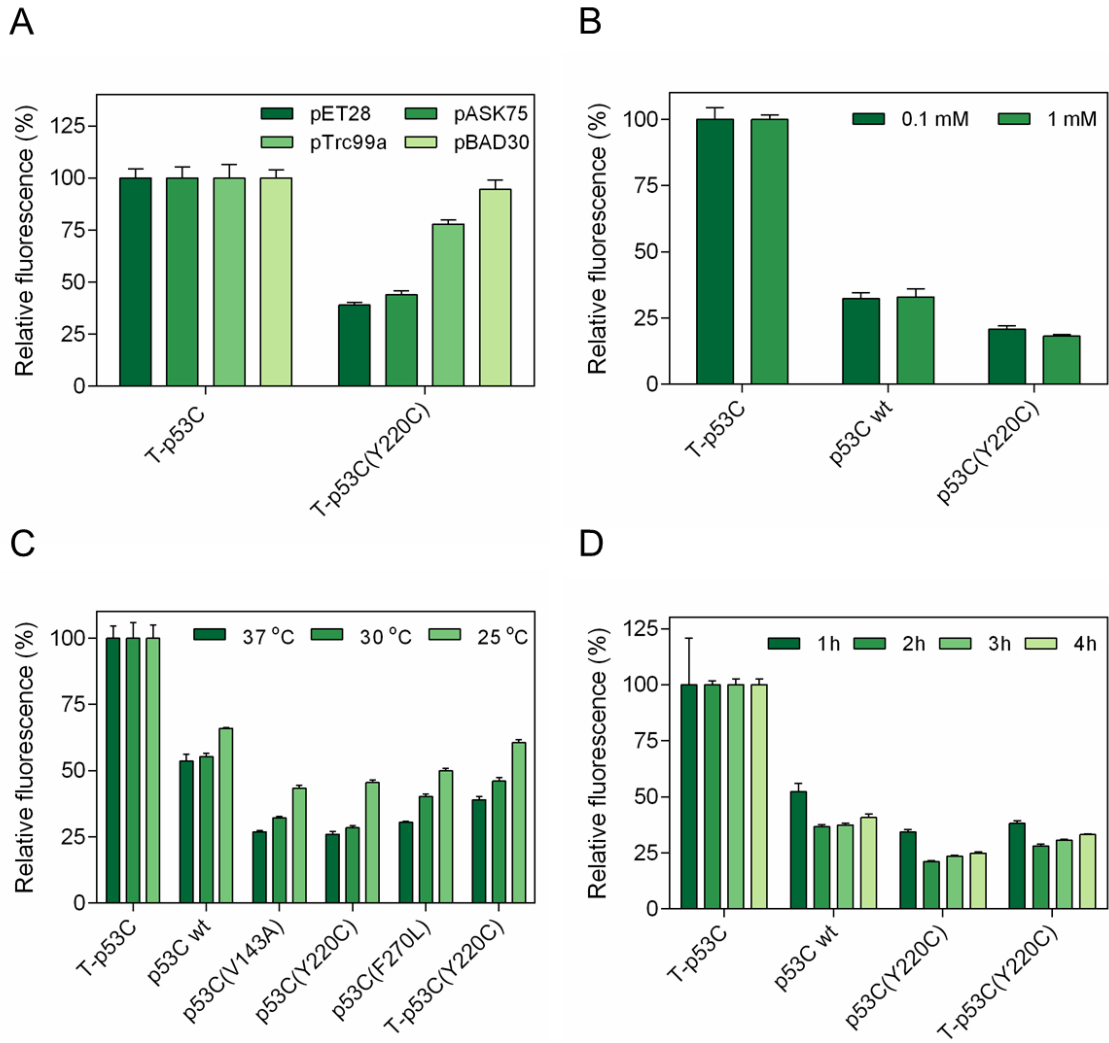 A
Relative fluorescence (%)
125
100
75
50
25
0
pET28
pASK75
pTrc99a
pBAD30
T-p53C
T-p53C(Y220C)
B
Relative fluorescence (%)
100
75
50
25
0
0.1 mM
1 mM
T-p53C
p53C wt
p53C(Y220C)
C
Relative fluorescence (%)
100
75
50
25
0
37 °C
30 °C
25 °C
T-p53C
p53C wt
p53C(V143A)
p53C(Y220C)
p53C(F270L)
T-p53C(Y220C)
D
Relative fluorescence (%)
125
100
75
50
25
0
1h
2h
3h
4h
T-p53C
p53C wt
p53C(Y220C)
T-p53C(Y220C)